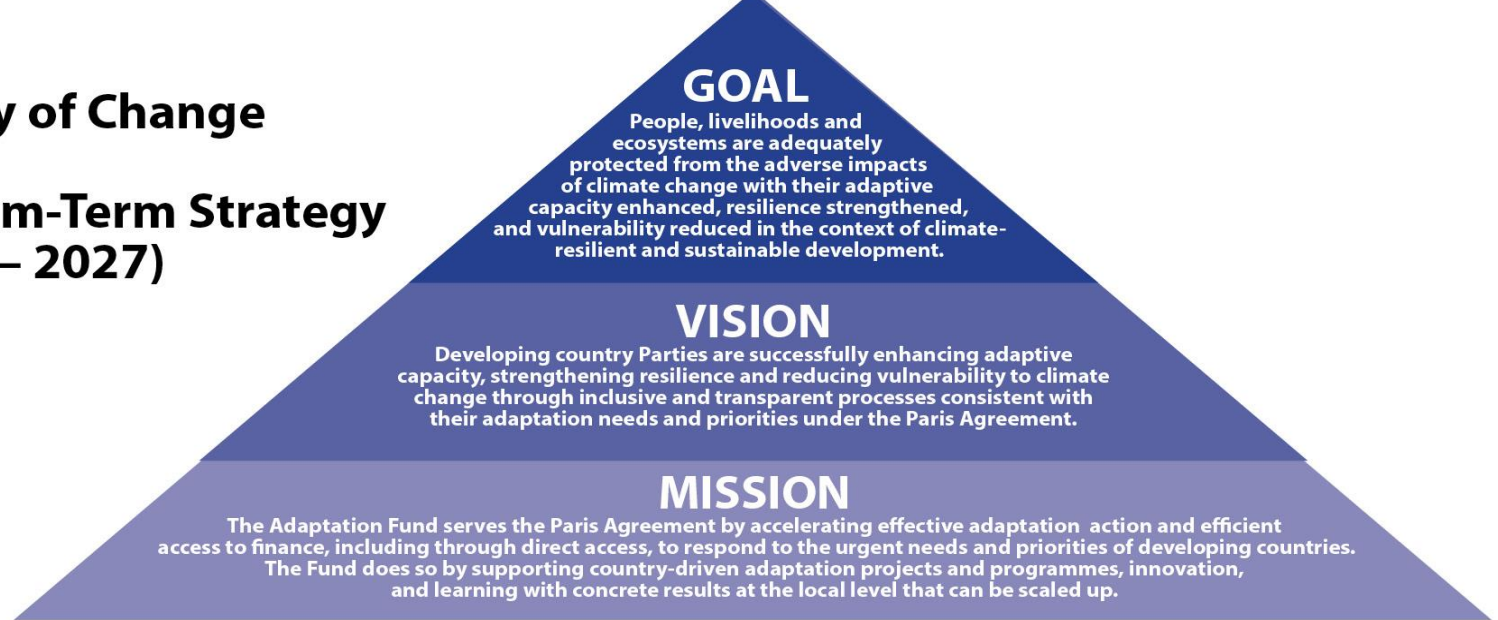 y of Change
m-Term Strategy
– 2027)
GOAL
People, livelihoods and
ecosystems are adequately
protected from the adverse impacts
of climate change with their adaptive
capacity enhanced, resilience strengthened,
and vulnerability reduced in the context of climate-
resilient and sustainable development.
VISION
Developing country Parties are successfully enhancing adaptive
capacity, strengthening resilience and reducing vulnerability to climate
change through inclusive and transparent processes consistent with
their adaptation needs and priorities under the Paris Agreement.
MISSION
The Adaptation Fund serves the Paris Agreement by accelerating effective adaptation action and efficient
access to finance, including through direct access, to respond to the urgent needs and priorities of developing countries.
The Fund does so by supporting country-driven adaptation projects and programmes, innovation,
and learning with concrete results at the local level that can be scaled up.